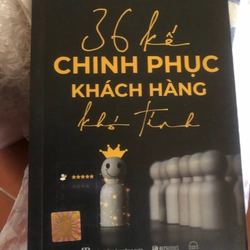 36 kế
CHINH PHỤC
KHÁCH HÀNG
khó tính